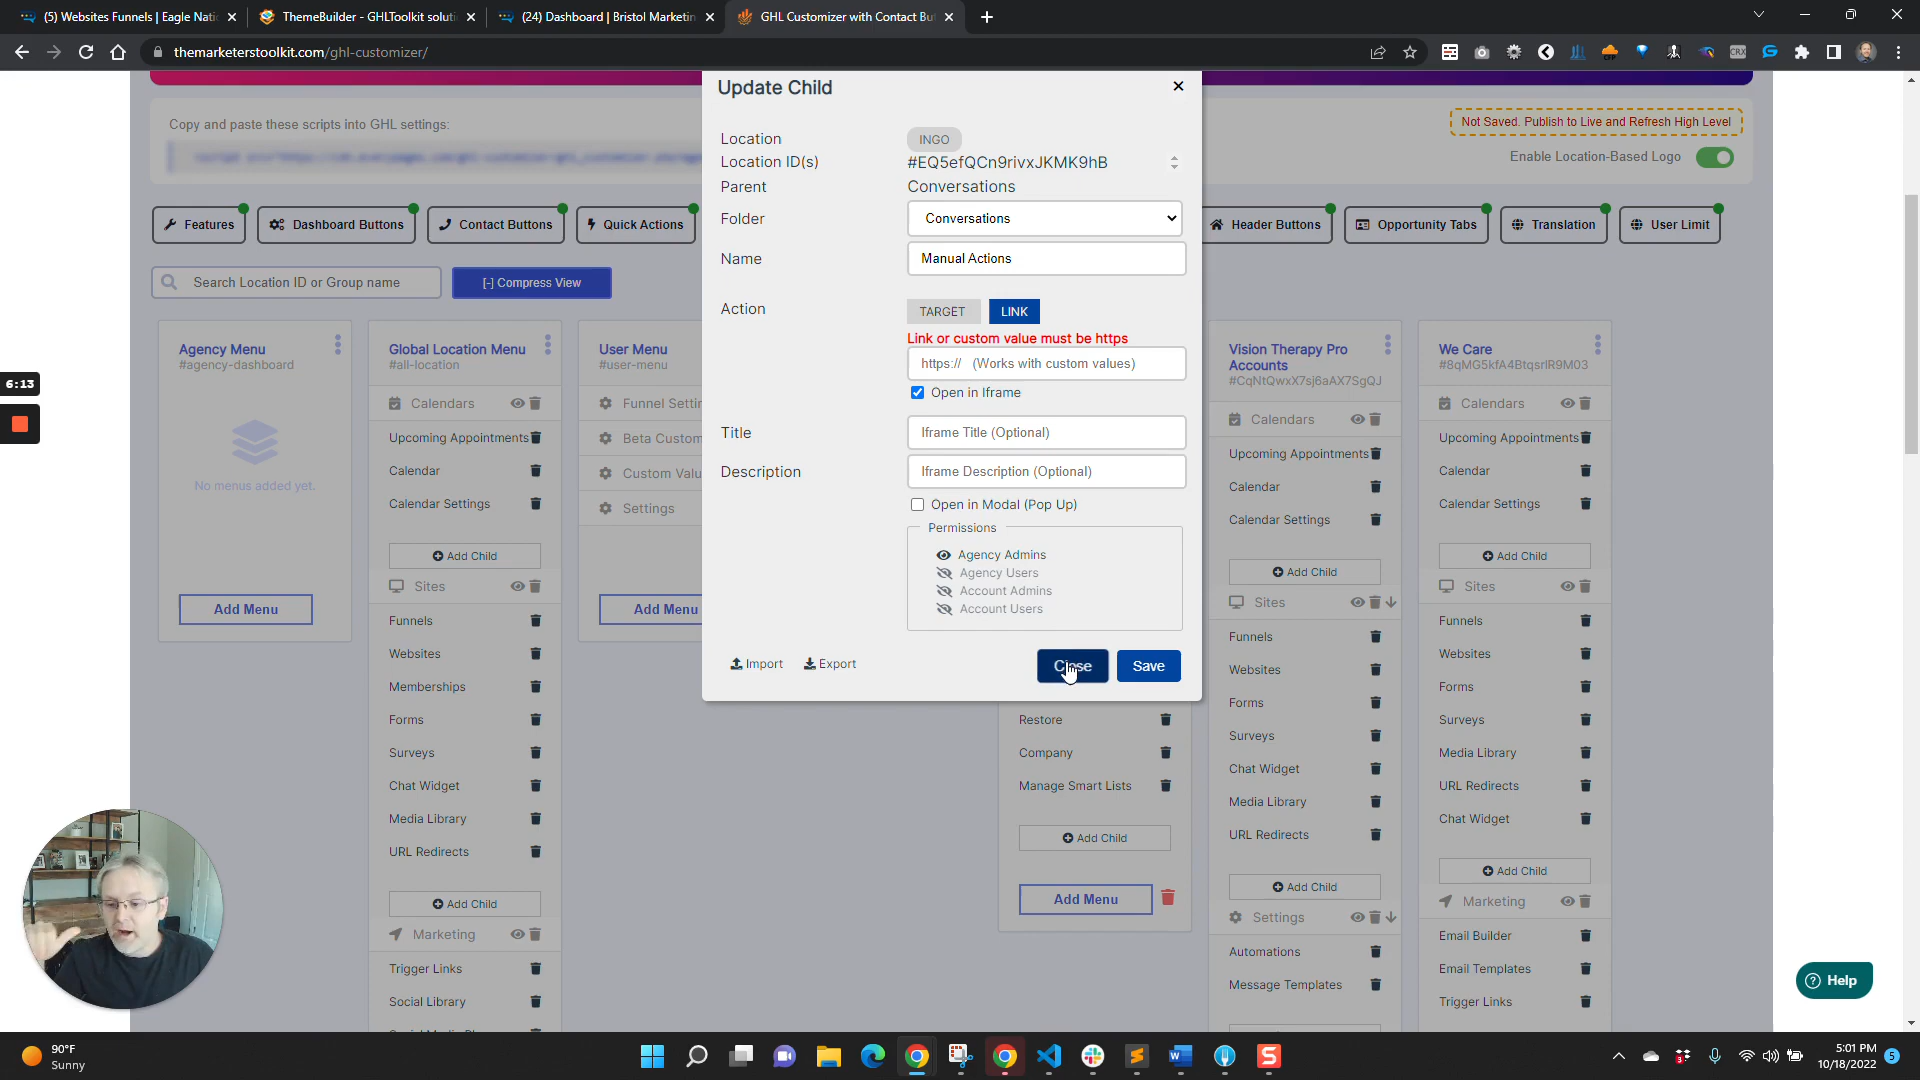 (5) Websites Funnels | Eagle Nati
ThemeBuilder - GHLToolkit soluti
(24) Dashboard | Bristol Marketin
GHL Customizer with Contact Bu
themarketerstoolkit.com/ghl-customizer/
Update Child
Copy and paste these scripts into GHL settings:
Not Saved. Publish to Live and Refresh High Level
Enable Location-Based Logo
Location
INGO
Location ID(s)
#EQ5efQCn9rivxJKMK9hB
Parent
Conversations
Folder
Conversations
Name
Manual Actions
Action
TARGET
LINK
Link or custom value must be https
https:// (Works with custom values)
Open in Iframe
Title
Iframe Title (Optional)
Description
Iframe Description (Optional)
Open in Modal (Pop Up)
Permissions
Agency Admins
Agency Users
Account Admins
Account Users
Import
Export
Close
Save
Features
Dashboard Buttons
Contact Buttons
Quick Actions
Header Buttons
Opportunity Tabs
Translation
User Limit
Search Location ID or Group name
[-] Compress View
6:13
Agency Menu
#agency-dashboard
No menus added yet.
Add Menu
Global Location Menu
#all-location
Calendars
Upcoming Appointments
Calendar
Calendar Settings
Add Child
Sites
Funnels
Websites
Memberships
Forms
Surveys
Chat Widget
Media Library
URL Redirects
Add Child
Marketing
Trigger Links
Social Library
User Menu
#user-menu
Funnel Settin
Beta Custom
Custom Valu
Settings
Add Menu
Restore
Company
Manage Smart Lists
Add Child
Add Menu
Vision Therapy Pro
Accounts
#CqNtQwxX7sj6aAX7SgQJ
Calendars
Upcoming Appointments
Calendar
Calendar Settings
Add Child
Sites
Funnels
Websites
Forms
Surveys
Chat Widget
Media Library
URL Redirects
Add Child
Settings
Automations
Message Templates
We Care
#8qMG5kfA4BtqsrlR9M03
Calendars
Upcoming Appointments
Calendar
Calendar Settings
Add Child
Sites
Funnels
Websites
Forms
Surveys
Media Library
URL Redirects
Chat Widget
Add Child
Marketing
Email Builder
Email Templates
Trigger Links
Help
90°F
Sunny
5:01 PM
10/18/2022
5